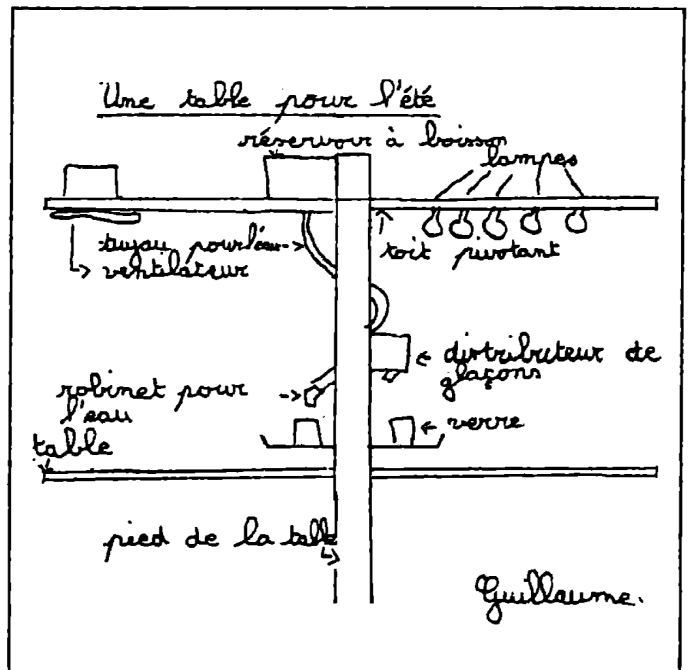 Une table pour l'été
réservoir à boisson
lampes
tuyau pour l'eau
ventilateur
toit pivotant
distributeur de
glaçons
robinet pour
l'eau
verre
table
pied de la table
Guillaume.